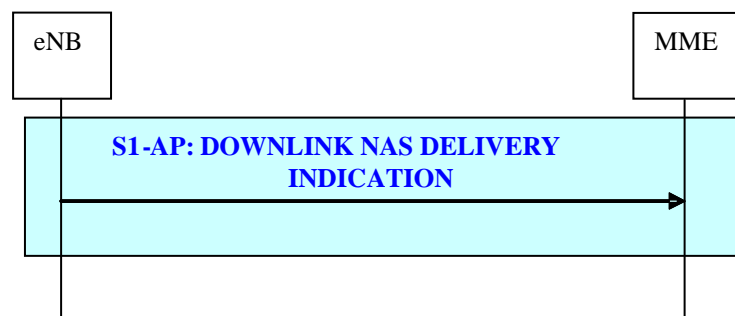 eNB
MME
S1-AP: DOWNLINK NAS DELIVERY
INDICATION